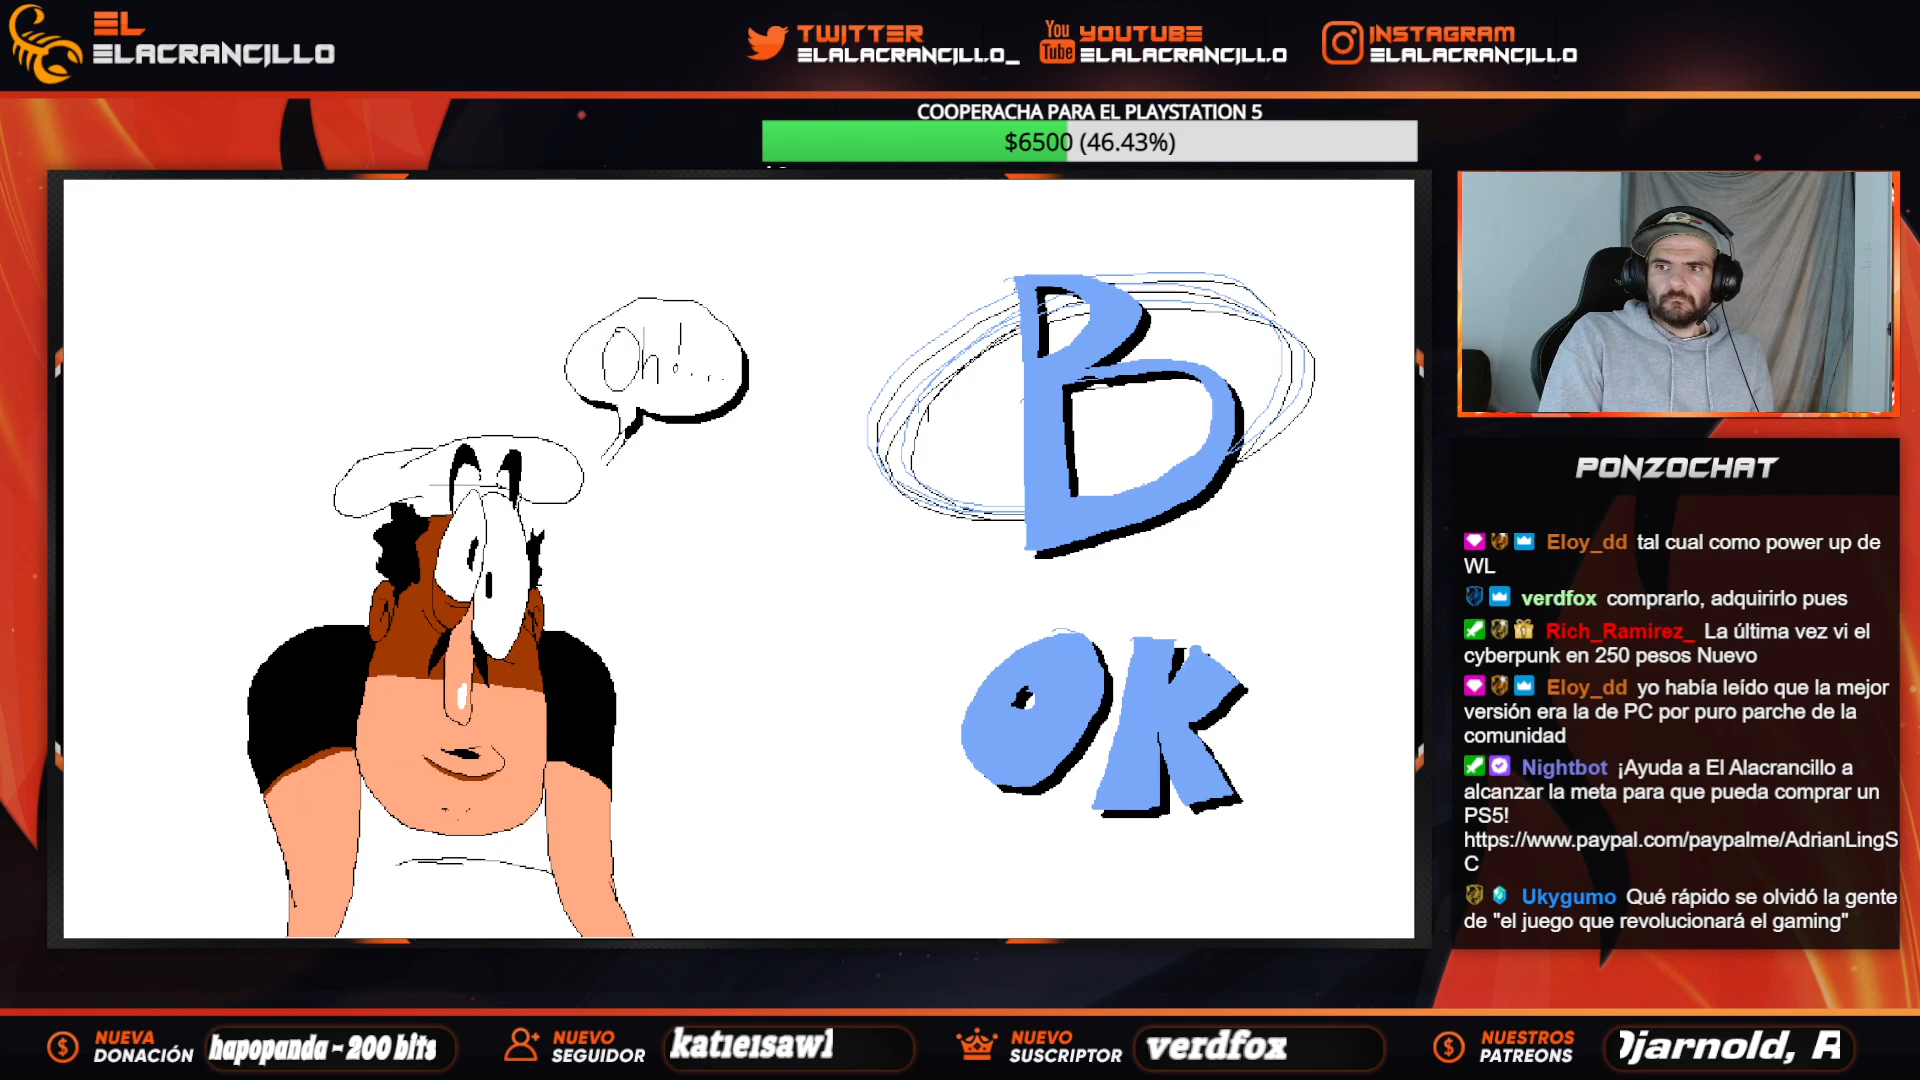 EL
ELACRANCILLO
TWITTER
ELALACRANCILLO_
You
Tube
YOUTUBE
ELALACRANCILLO
INSTAGRAM
ELALACRANCILLO
COOPERACHA PARA EL PLAYSTATION 5
$6500 (46.43%)
Oh!...
B
OK
PONZOCHAT
Eloy_dd tal cual como power up de
WL
verdfox comprarlo, adquirirlo pues
Rich_Ramirez_ La última vez vi el
cyberpunk en 250 pesos Nuevo
Eloy_dd yo había leído que la mejor
versión era la de PC por puro parche de la
comunidad
Nightbot ¡Ayuda a El Alacrancillo a
alcanzar la meta para que pueda comprar un
PS5!
https://www.paypal.com/paypalme/AdrianLingS
C
Ukygumo Qué rápido se olvidó la gente
de "el juego que revolucionará el gaming"
NUEVA
DONACIÓN
hapopanda - 200 bits
NUEVO
SEGUIDOR
katie1saw1
NUEVO
SUSCRIPTOR
verdfox
NUESTROS
PATREONS
Djarnold, R